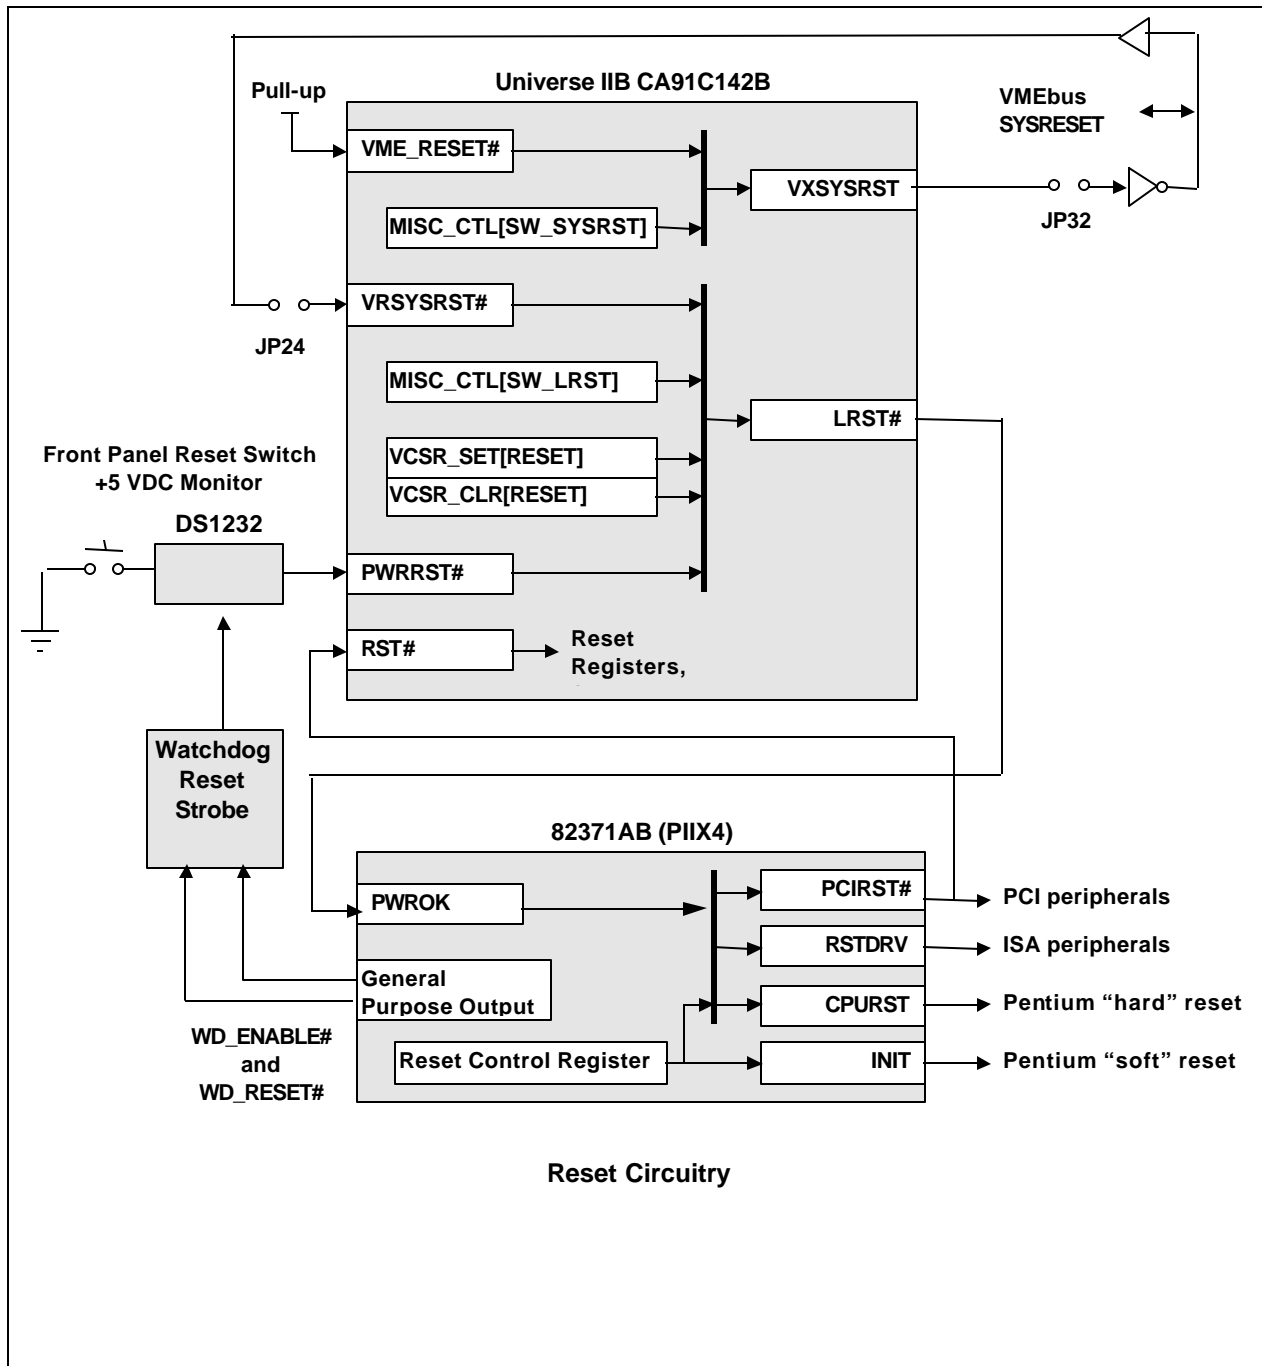 Universe IIB CA91C142B
Pull-up
VMEbus
SYSRESET
VME_RESET#
VXSYSRST
MISC_CTL[SW_SYSRST]
JP32
VRSYSRST#
JP24
MISC_CTL[SW_LRST]
LRST#
Front Panel Reset Switch
+5 VDC Monitor
VCSR_SET[RESET]
VCSR_CLR[RESET]
DS1232
PWRRST#
RST#
Reset
Registers,
Watchdog
Reset
Strobe
82371AB (PIIX4)
PWROK
PCIRST#
PCI peripherals
RSTDRV
ISA peripherals
General
Purpose Output
CPURST
Pentium “hard” reset
WD_ENABLE#
and
WD_RESET#
Reset Control Register
INIT
Pentium “soft” reset
Reset Circuitry